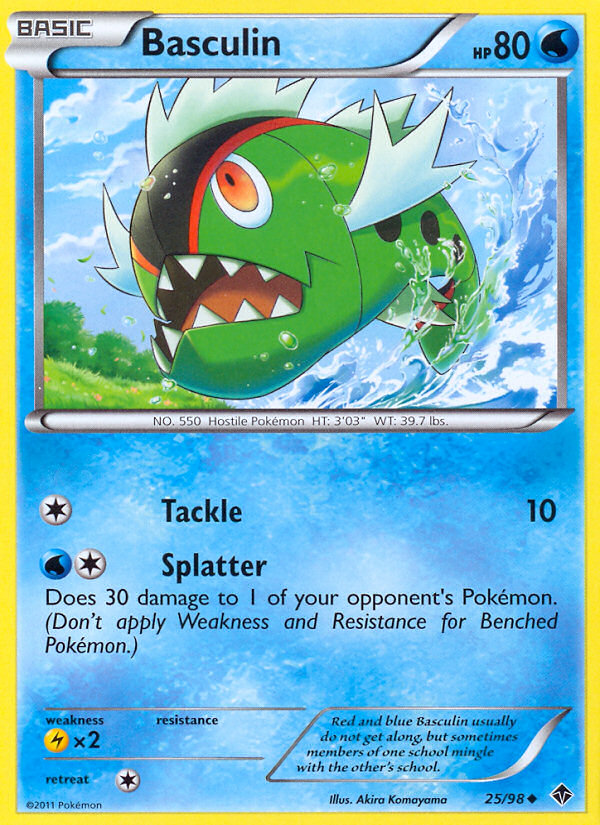 BASIC
Basculin
HP80
NO. 550 Hostile Pokémon HT: 3'03" WT: 39.7 lbs.
Tackle 10
Splatter
Does 30 damage to 1 of your opponent's Pokémon.
(Don't apply Weakness and Resistance for Benched
Pokémon.)
weakness resistance
×2
retreat
Red and blue Basculin usually
do not get along, but sometimes
members of one school mingle
with the other's school.
©2011 Pokémon
Illus. Akira Komayama 25/98